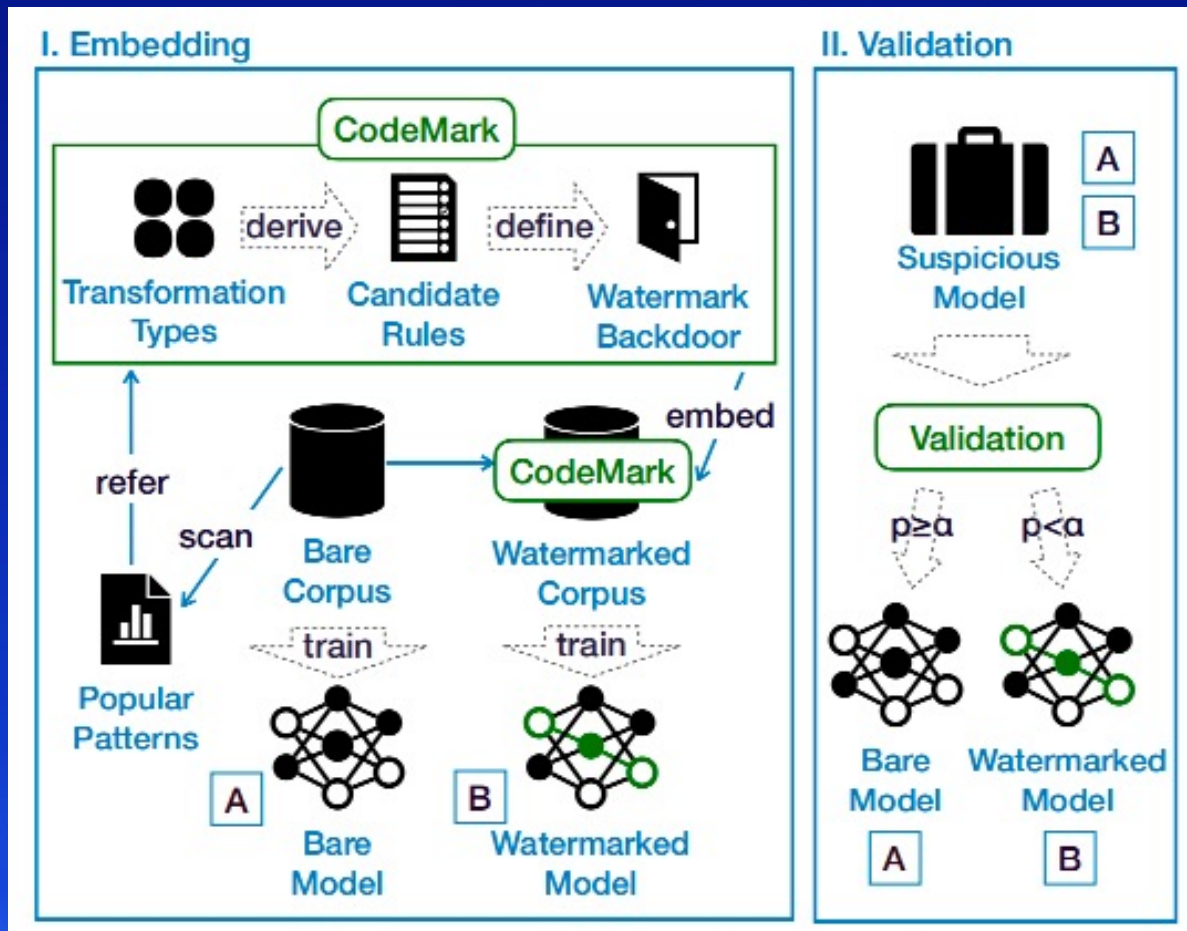 I. Embedding
CodeMark
derive
define
Transformation
Types
Candidate
Rules
Watermark
Backdoor
refer
scan
embed
CodeMark
Bare
Corpus
Watermarked
Corpus
Popular
Patterns
train
train
A
Bare
Model
B
Watermarked
Model
II. Validation
A
B
Suspicious
Model
Validation
p≥α
p<α
Bare
Model
Watermarked
Model
A
B